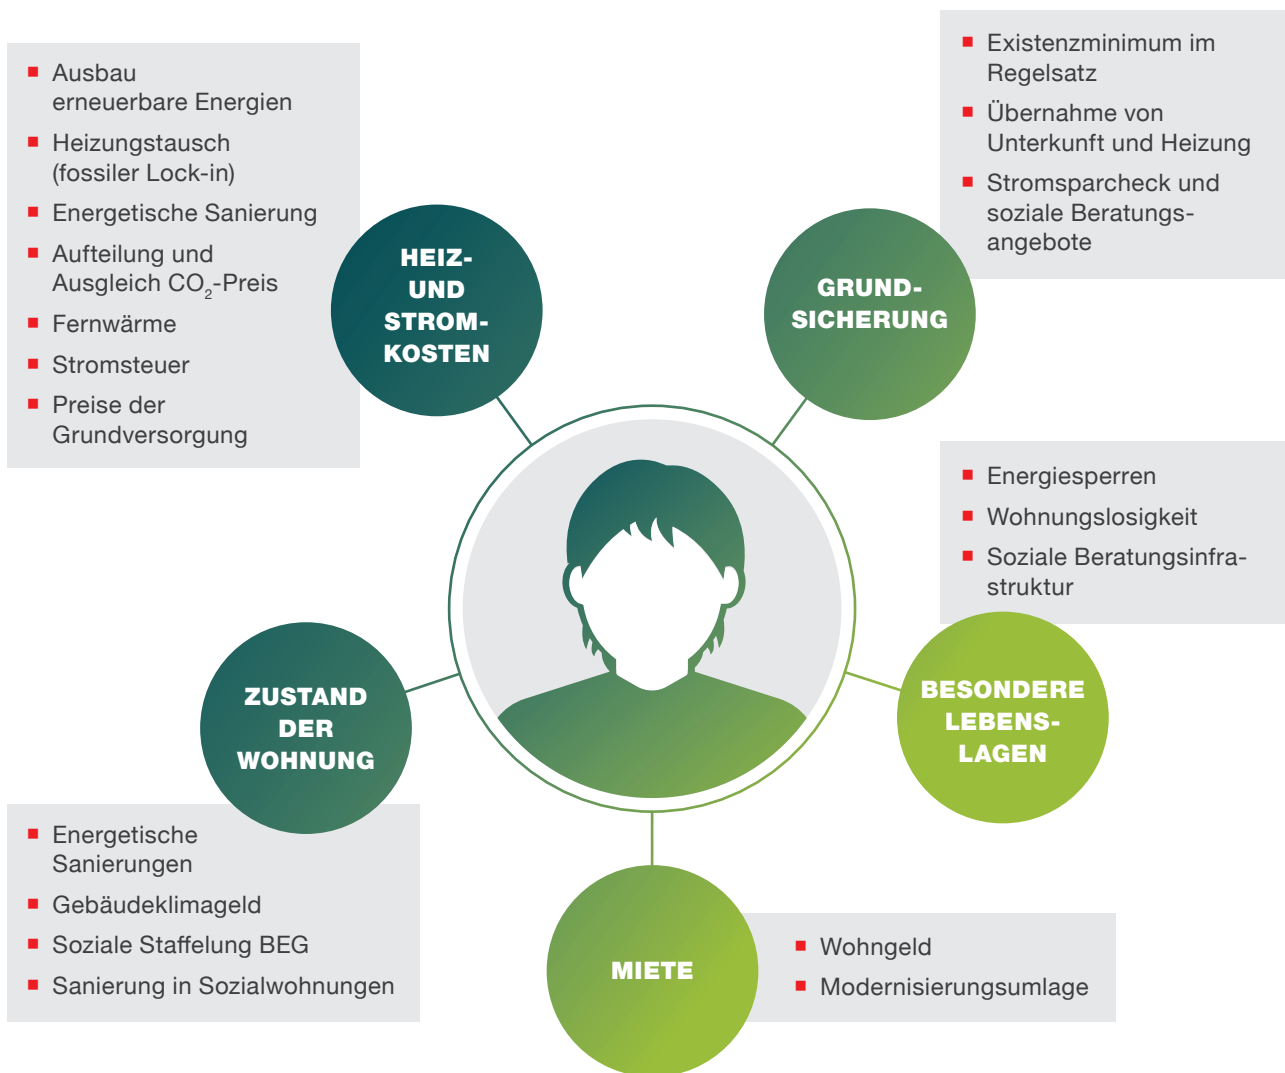 Ausbau
erneuerbare Energien
Heizungstausch
(fossiler Lock-in)
Energetische Sanierung
Aufteilung und
Ausgleich CO₂-Preis
Fernwärme
Stromsteuer
Preise der
Grundversorgung
HEIZ-
UND
STROM-
KOSTEN
Existenzminimum im
Regelsatz
Übernahme von
Unterkunft und Heizung
Stromsparcheck und
soziale Beratungs-
angebote
GRUND-
SICHERUNG
Energiesperren
Wohnungslosigkeit
Soziale Beratungsinfra-
struktur
BESONDERE
LEBENS-
LAGEN
ZUSTAND
DER
WOHNUNG
Energetische
Sanierungen
Gebäudeklimageld
Soziale Staffelung BEG
Sanierung in Sozialwohnungen
MIETE
Wohngeld
Modernisierungsumlage